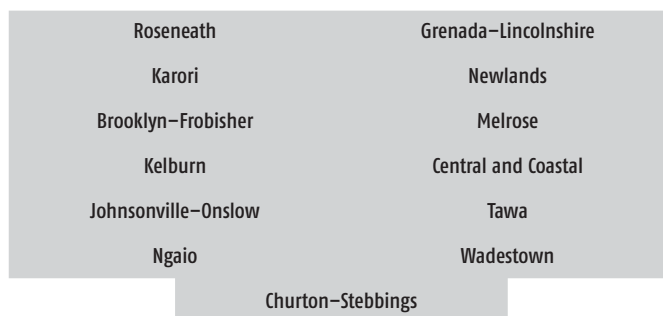 Roseneath Grenada–Lincolnshire
Karori Newlands
Brooklyn–Frobisher Melrose
Kelburn Central and Coastal
Johnsonville–Onslow Tawa
Ngaio Wadestown
Churton–Stebbings